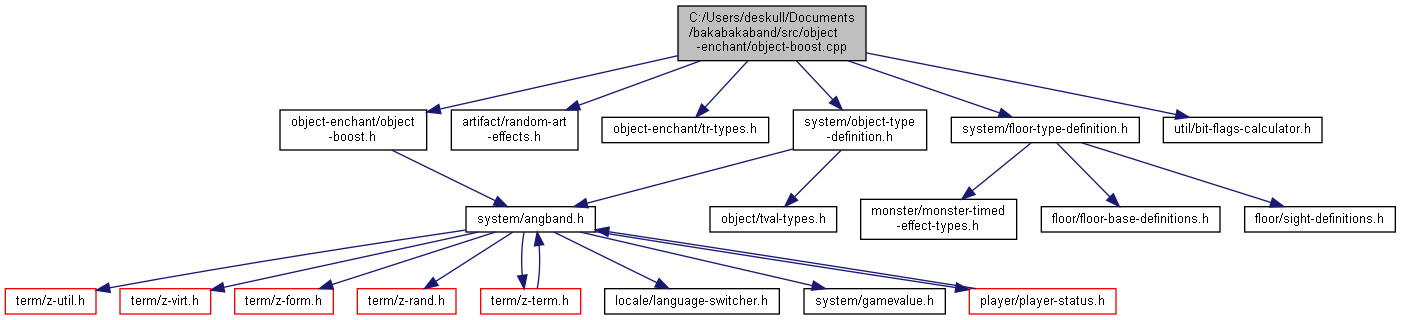 C:/Users/deskull/Documents
/bakabakaband/src/object
-enchant/object-boost.cpp
object-enchant/object
-boost.h
artifact/random-art
-effects.h
object-enchant/tr-types.h
system/object-type
-definition.h
system/floor-type-definition.h
util/bit-flags-calculator.h
system/angband.h
object/tval-types.h
monster/monster-timed
-effect-types.h
floor/floor-base-definitions.h
floor/sight-definitions.h
term/z-util.h
term/z-virt.h
term/z-form.h
term/z-rand.h
term/z-term.h
locale/language-switcher.h
system/gamevalue.h
player/player-status.h